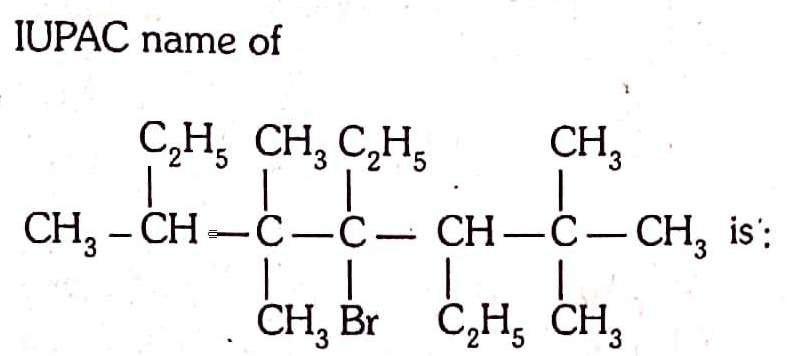 IUPAC name of
C₂H₅ CH₃ C₂H₅ CH₃
CH₃ – CH – C – C – CH – C – CH₃ is :
CH₃ Br C₂H₅ CH₃